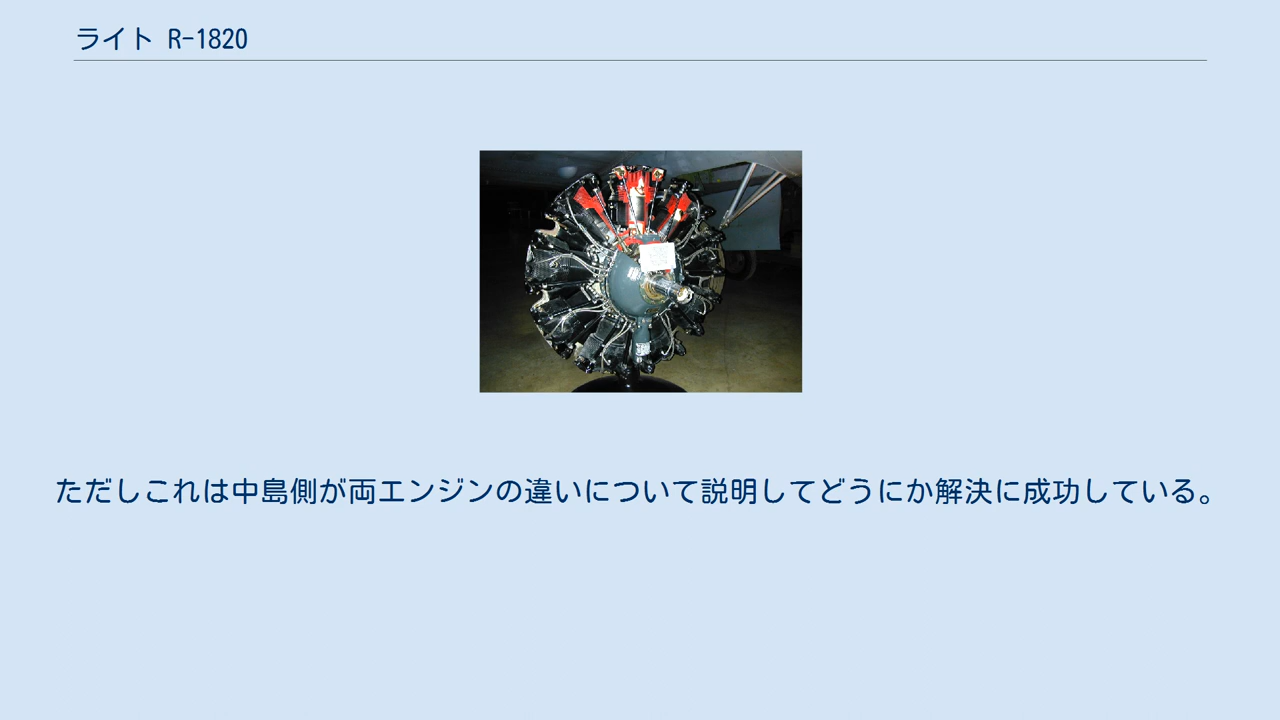 ライト R-1820
ただしこれは中島側が両エンジンの違いについて説明してどうにか解決に成功している。